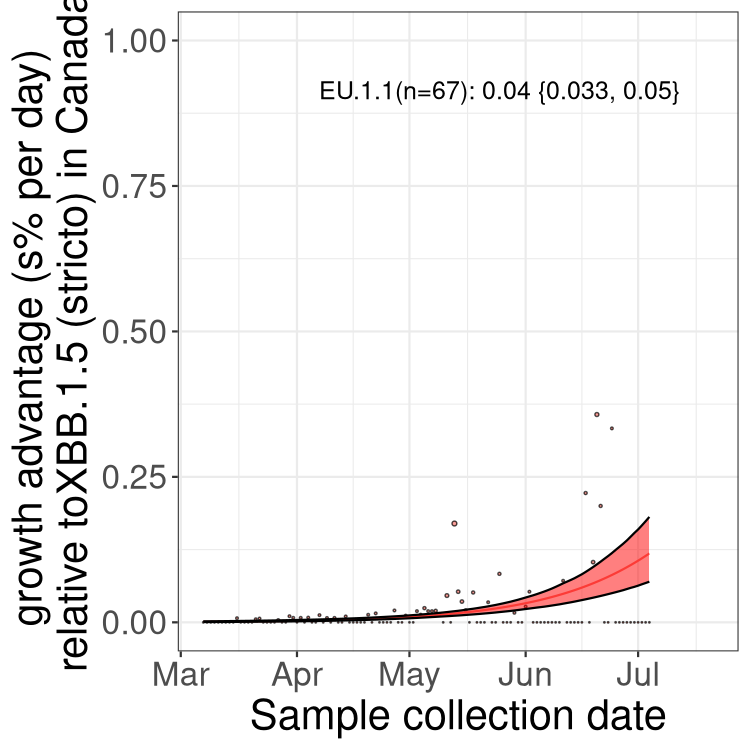 growth advantage (s% per day)
relative toXBB.1.5 (stricto) in Canada
1.00
0.75
0.50
0.25
0.00
EU.1.1(n=67): 0.04 {0.033, 0.05}
Mar Apr May Jun Jul
Sample collection date